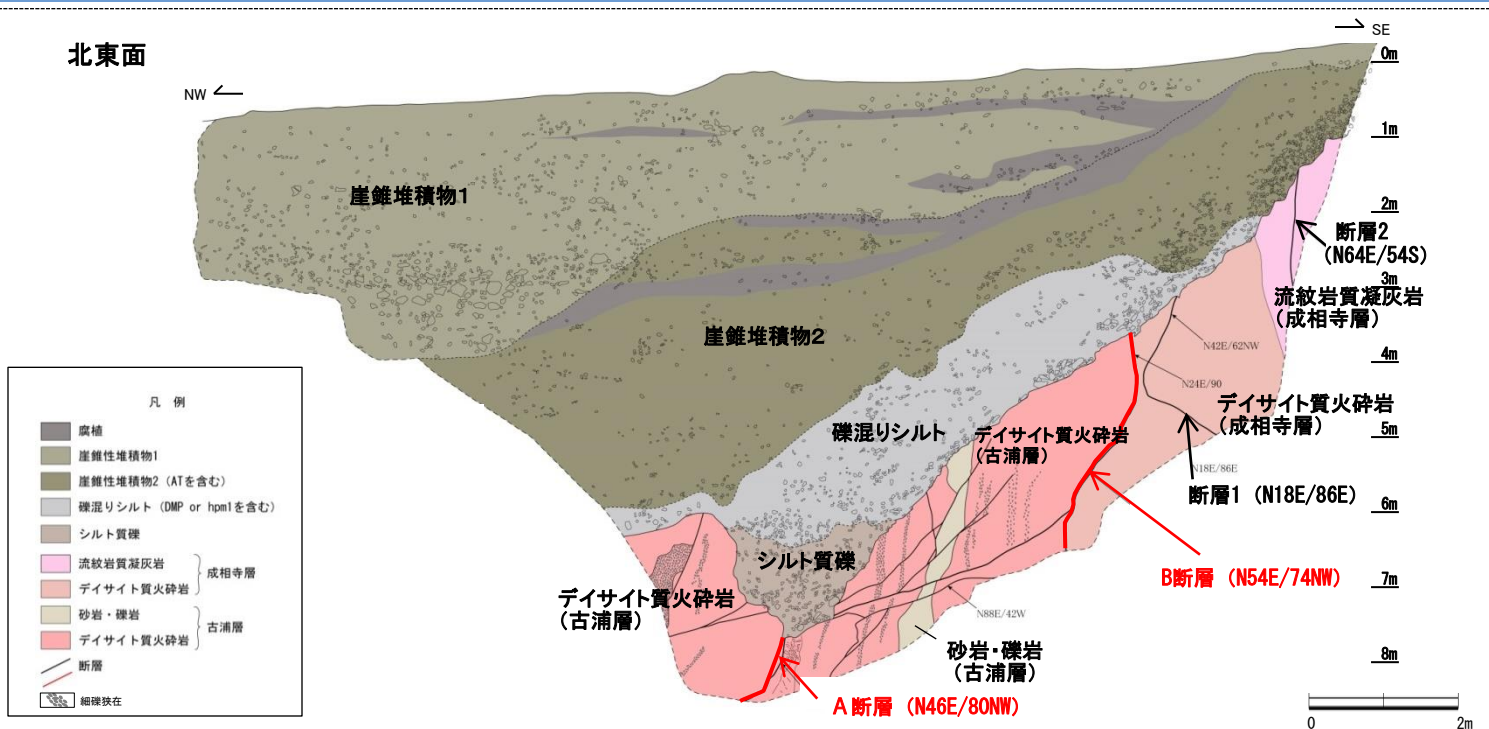 北東面
NW
SE
0m
1m
2m
3m
4m
5m
6m
7m
8m
崖錐堆積物1
断層2
(N64E/54S)
流紋岩質凝灰岩
(成相寺層)
崖錐堆積物2
N42E/62NW
N24E/90
デイサイト質火砕岩
(成相寺層)
礫混りシルト
デイサイト質火砕岩
(古浦層)
N18E/86E
断層1 (N18E/86E)
シルト質礫
B断層 (N54E/74NW)
デイサイト質火砕岩
(古浦層)
N88E/42W
砂岩・礫岩
(古浦層)
A断層 (N46E/80NW)
凡 例
腐植
崖錐性堆積物1
崖錐性堆積物2 (ATを含む)
礫混りシルト (DMP or hpm1を含む)
シルト質礫
流紋岩質凝灰岩
デイサイト質火砕岩
成相寺層
砂岩・礫岩
デイサイト質火砕岩
古浦層
断層
細礫狭在
0
2m